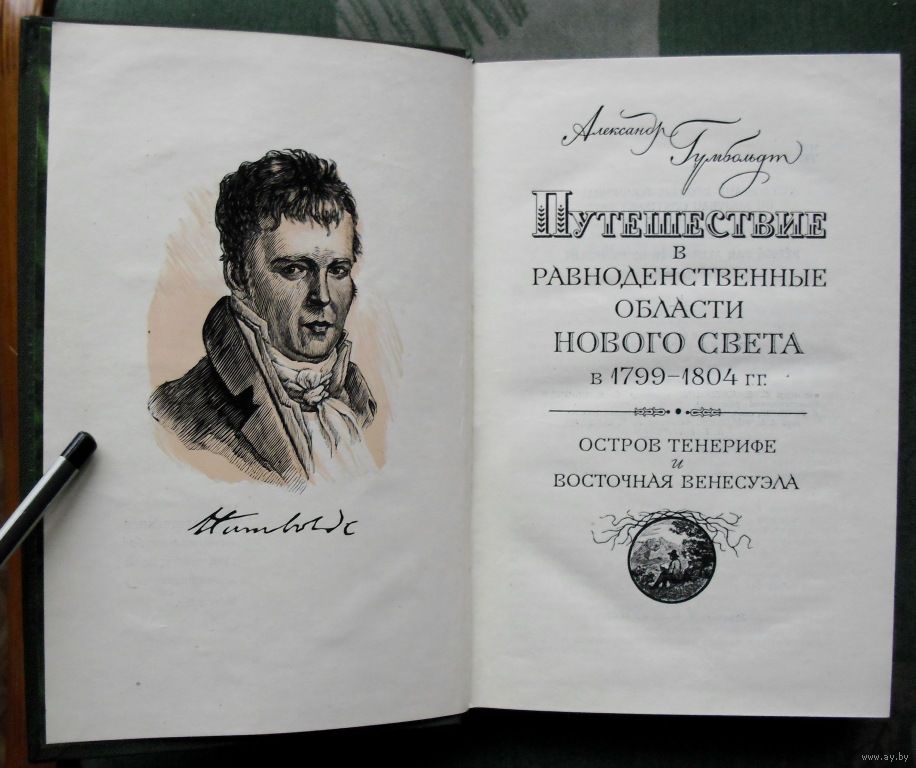 Humboldt
Александр Гумбольдт
ПУТЕШЕСТВИЕ
В
РАВНОДЕНСТВЕННЫЕ
ОБЛАСТИ
НОВОГО СВЕТА
В 1799–1804 ГГ.
ОСТРОВ ТЕНЕРИФЕ
и
ВОСТОЧНАЯ ВЕНЕСУЭЛА
www.ay.by